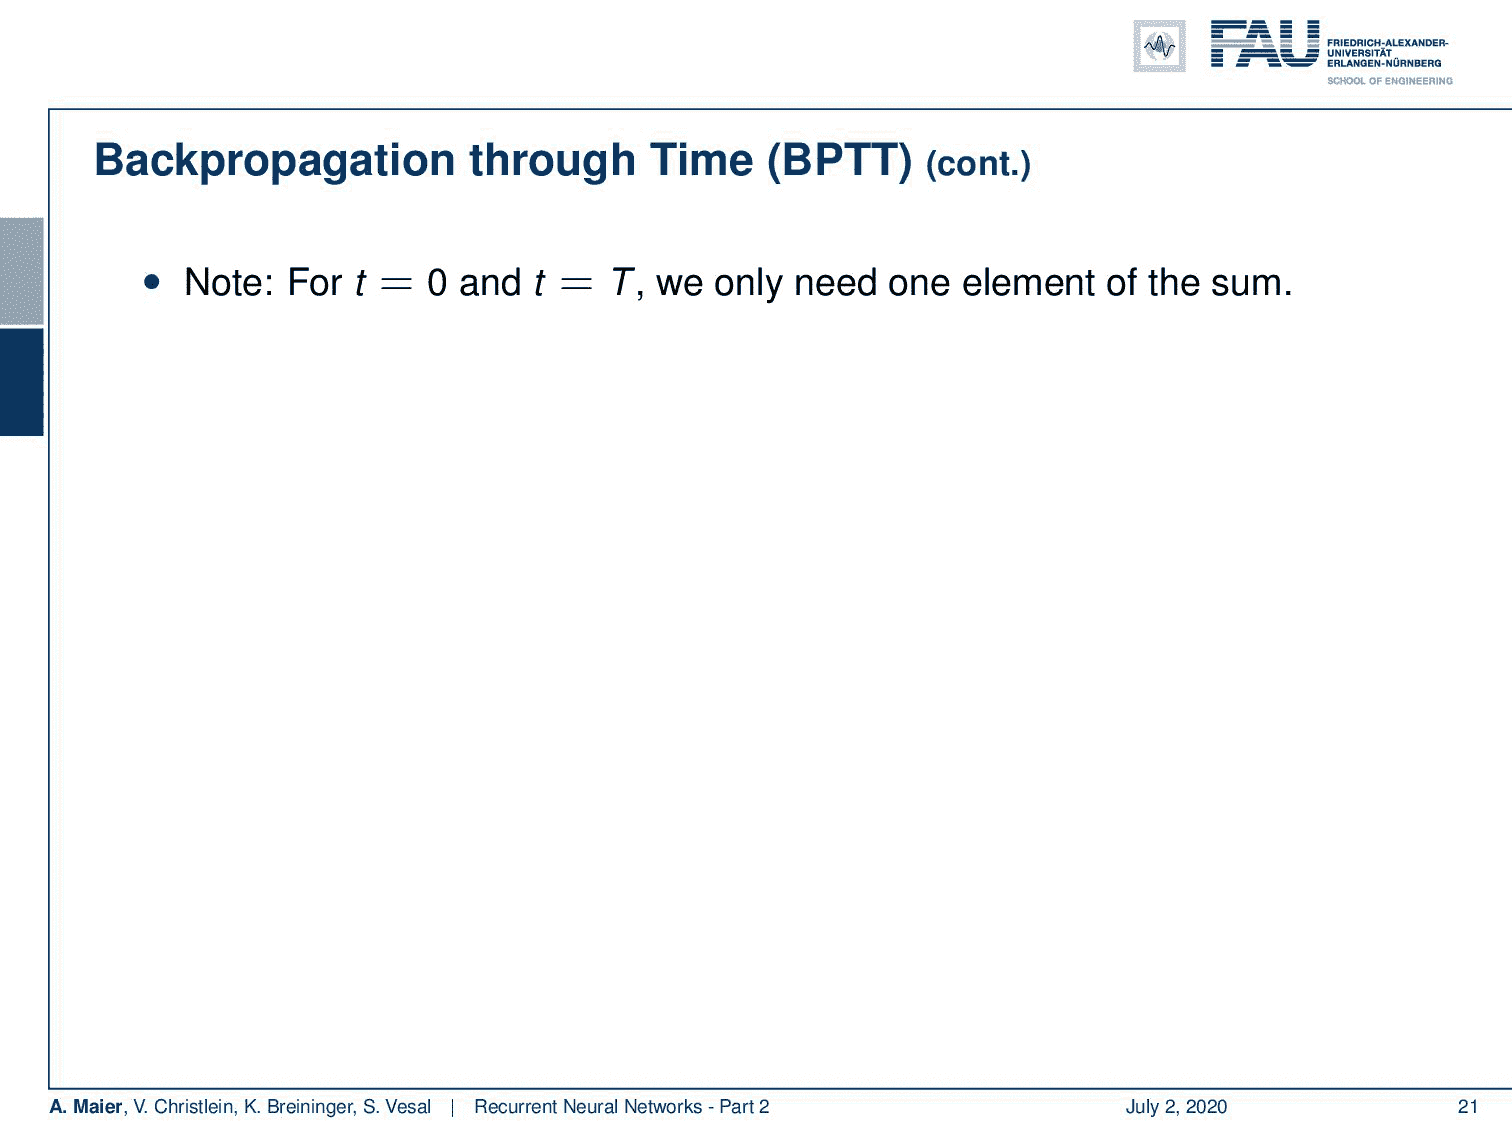 FAU
FRIEDRICH-ALEXANDER-
UNIVERSITÄT
ERLANGEN-NÜRNBERG
SCHOOL OF ENGINEERING
Backpropagation through Time (BPTT) (cont.)
• Note: For t = 0 and t = T, we only need one element of the sum.
A. Maier, V. Christlein, K. Breininger, S. Vesal | Recurrent Neural Networks - Part 2 July 2, 2020 21